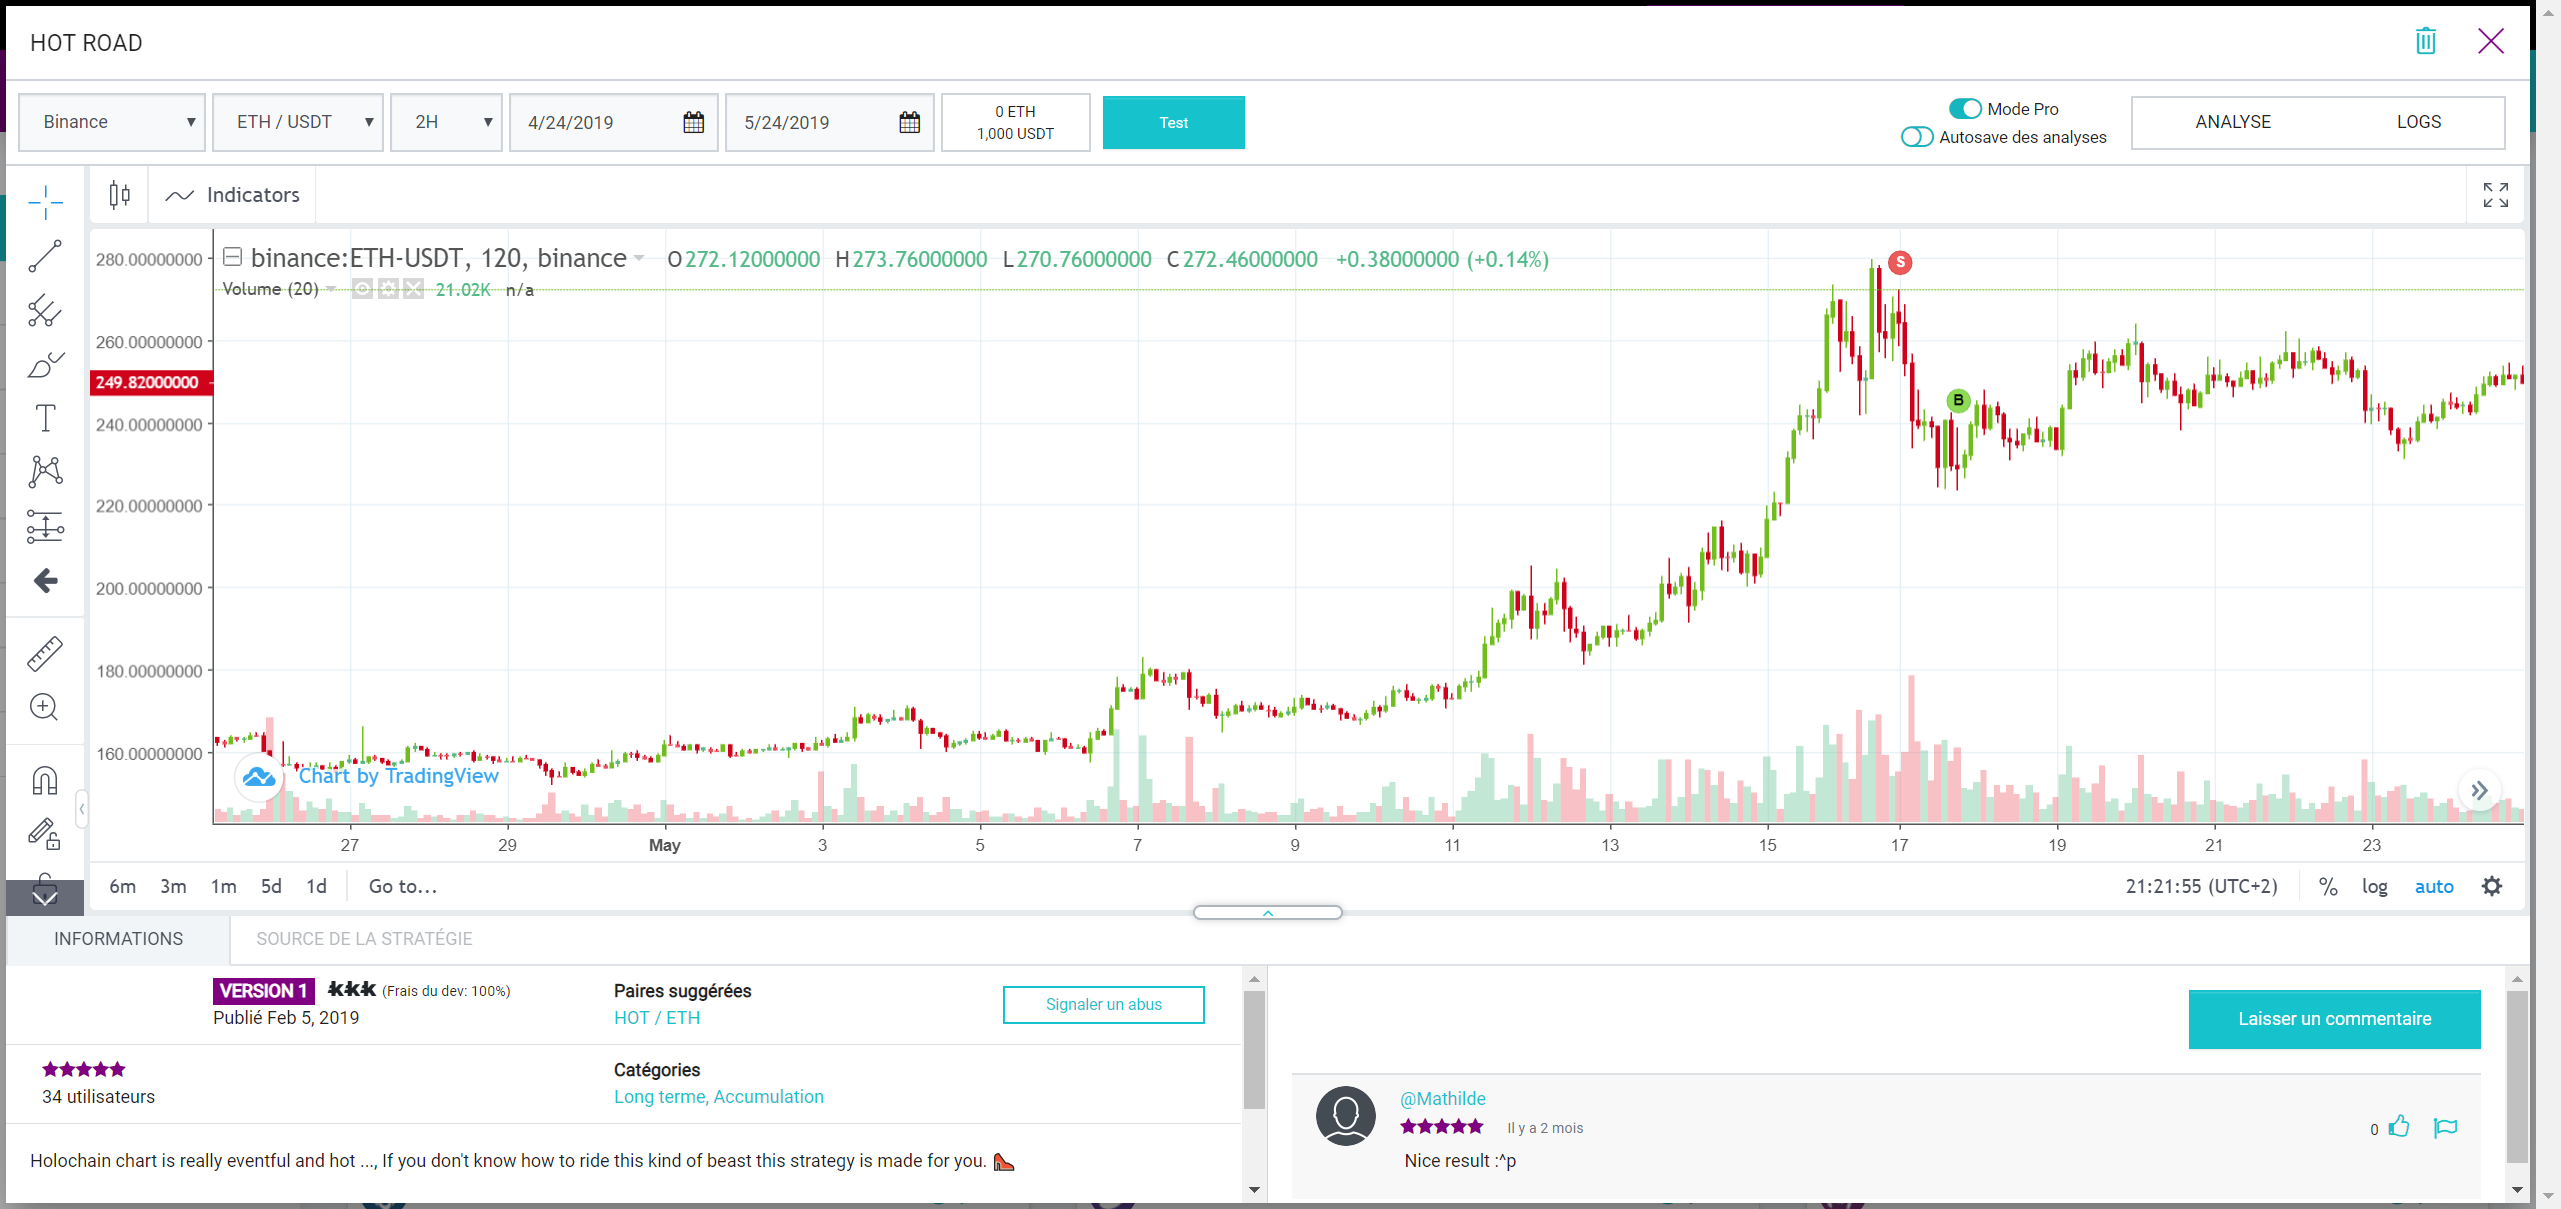 HOT ROAD
Binance ETH / USDT 2H 4/24/2019 5/24/2019
0 ETH
1,000 USDT
Test
Mode Pro
Autosave des analyses
ANALYSE LOGS
Indicators
binance:ETH-USDT, 120, binance O272.12000000 H273.76000000 L270.76000000 C272.46000000 +0.38000000 (+0.14%)
Volume (20) 21.02K n/a
280.00000000
260.00000000
249.82000000
240.00000000
220.00000000
200.00000000
180.00000000
160.00000000
S
B
Chart by TradingView
27 29 May 3 5 7 9 11 13 15 17 19 21 23
6m 3m 1m 5d 1d Go to... 21:21:55 (UTC+2) % log auto
INFORMATIONS SOURCE DE LA STRATÉGIE
VERSION 1 kkk (Frais du dev: 100%)
Publié Feb 5, 2019
Paires suggérées
HOT / ETH
Signaler un abus
34 utilisateurs
Catégories
Long terme, Accumulation
Holochain chart is really eventful and hot ..., If you don't know how to ride this kind of beast this strategy is made for you.
Laisser un commentaire
@Mathilde
Il y a 2 mois
0
Nice result :^p